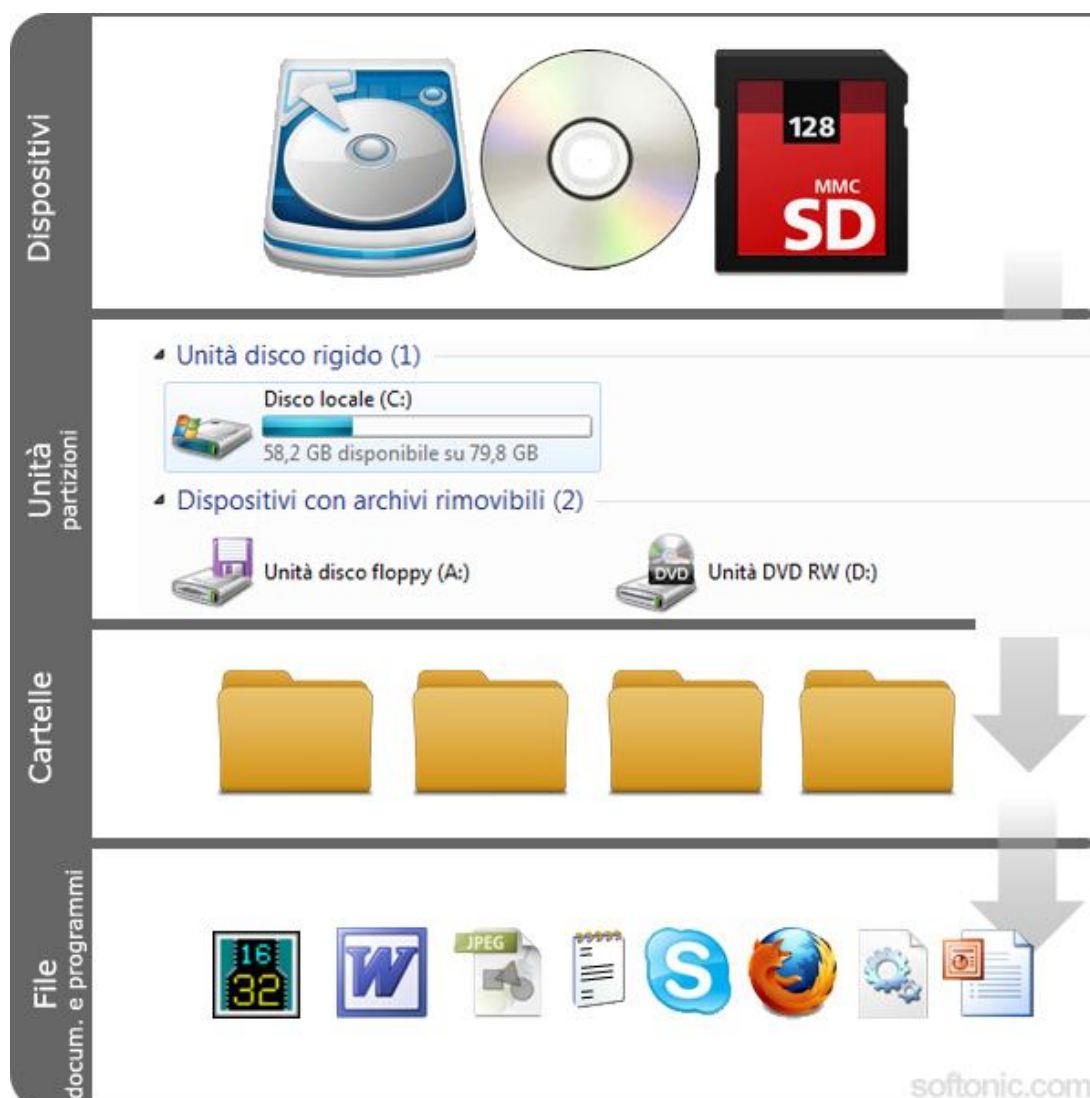 Dispositivi
128
MMC
SD
Unità
partizioni
Unità disco rigido (1)
Disco locale (C:)
58,2 GB disponibile su 79,8 GB
Dispositivi con archivi rimovibili (2)
Unità disco floppy (A:)
DVD
Unità DVD RW (D:)
Cartelle
File
docum. e programmi
16
32
W
JPEG
S
softonic.com